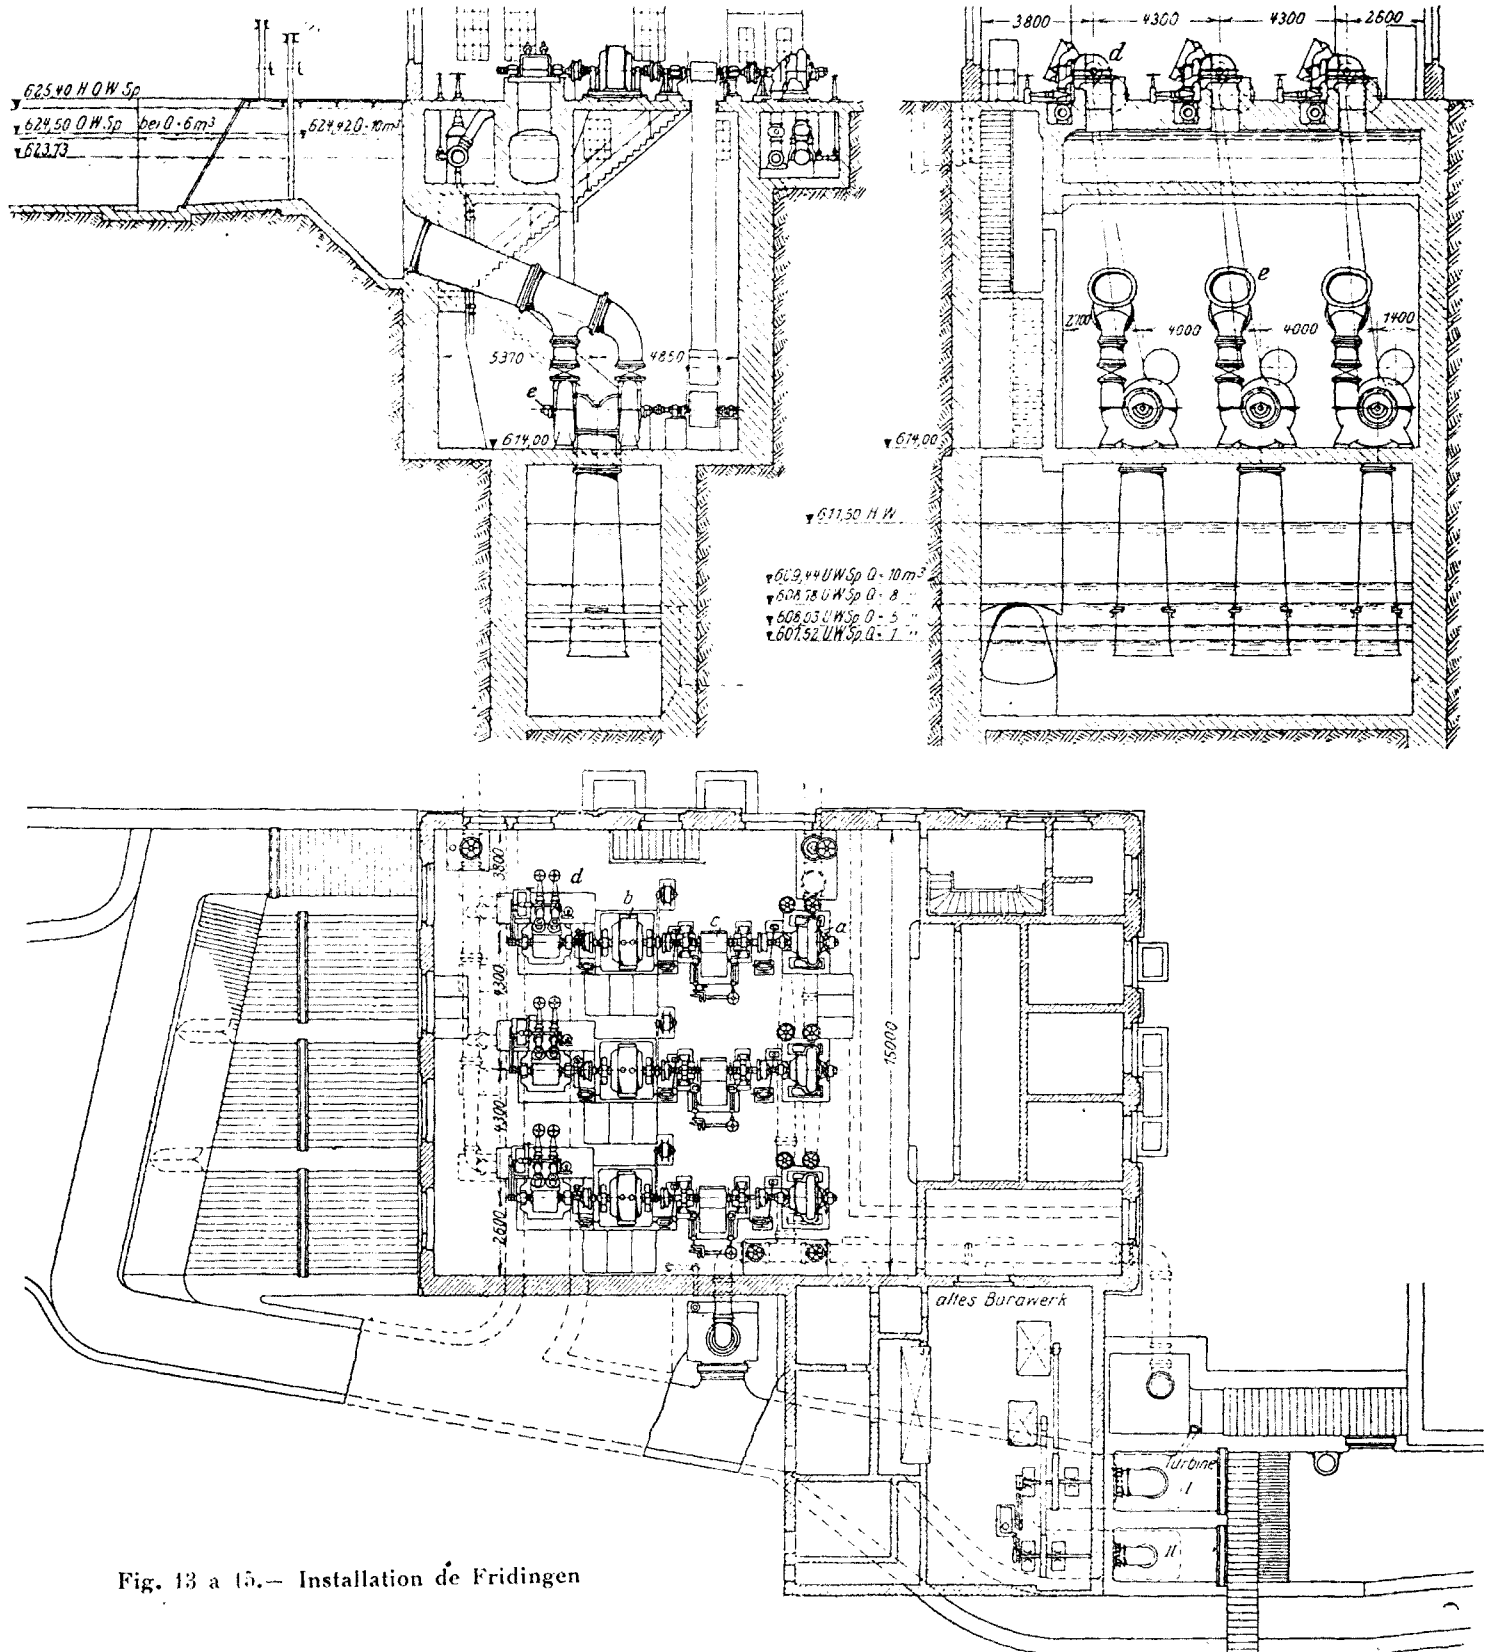 3800 4300 4300 2600
d
625,40 H O W Sp
624,50 O W Sp bei Q = 6 m³
624,42 Q = 10 m³
623,73
e
2700 4000 4000 1400
5370 4850
e
614,00
614,00
611,50 H.W.
609,44 U W Sp Q = 10 m³
608,78 U W Sp Q = 8 "
608,03 U W Sp Q = 5 "
607,52 U W Sp Q = 1 "
3800
d
b
c
a
4300
15000
4300
2600
altes Burawerk
Turbine
I
II
Fig. 13 a 15.— Installation de Fridingen